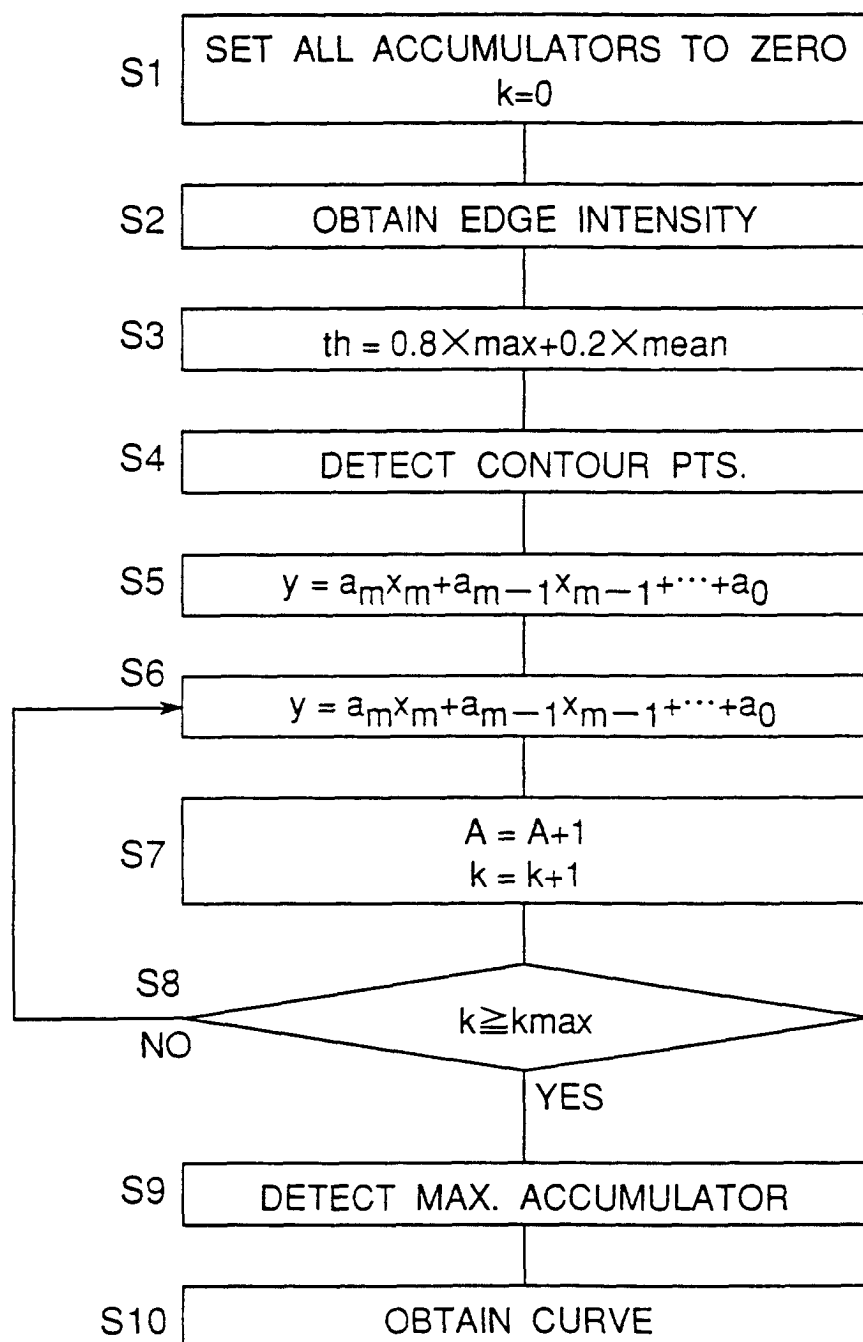 S1
SET ALL ACCUMULATORS TO ZERO
k=0
S2
OBTAIN EDGE INTENSITY
S3
th = 0.8×max+0.2×mean
S4
DETECT CONTOUR PTS.
S5
y = aₘxₘ+aₘ₋₁xₘ₋₁+⋯+a₀
S6
y = aₘxₘ+aₘ₋₁xₘ₋₁+⋯+a₀
S7
A = A+1
k = k+1
S8
k≧kmax
NO
YES
S9
DETECT MAX. ACCUMULATOR
S10
OBTAIN CURVE